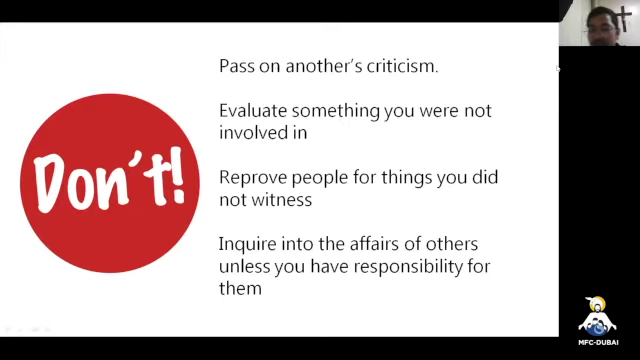 Don't!
Pass on another's criticism.
Evaluate something you were not
involved in
Reprove people for things you did
not witness
Inquire into the affairs of others
unless you have responsibility for
them
MFC-DUBAI